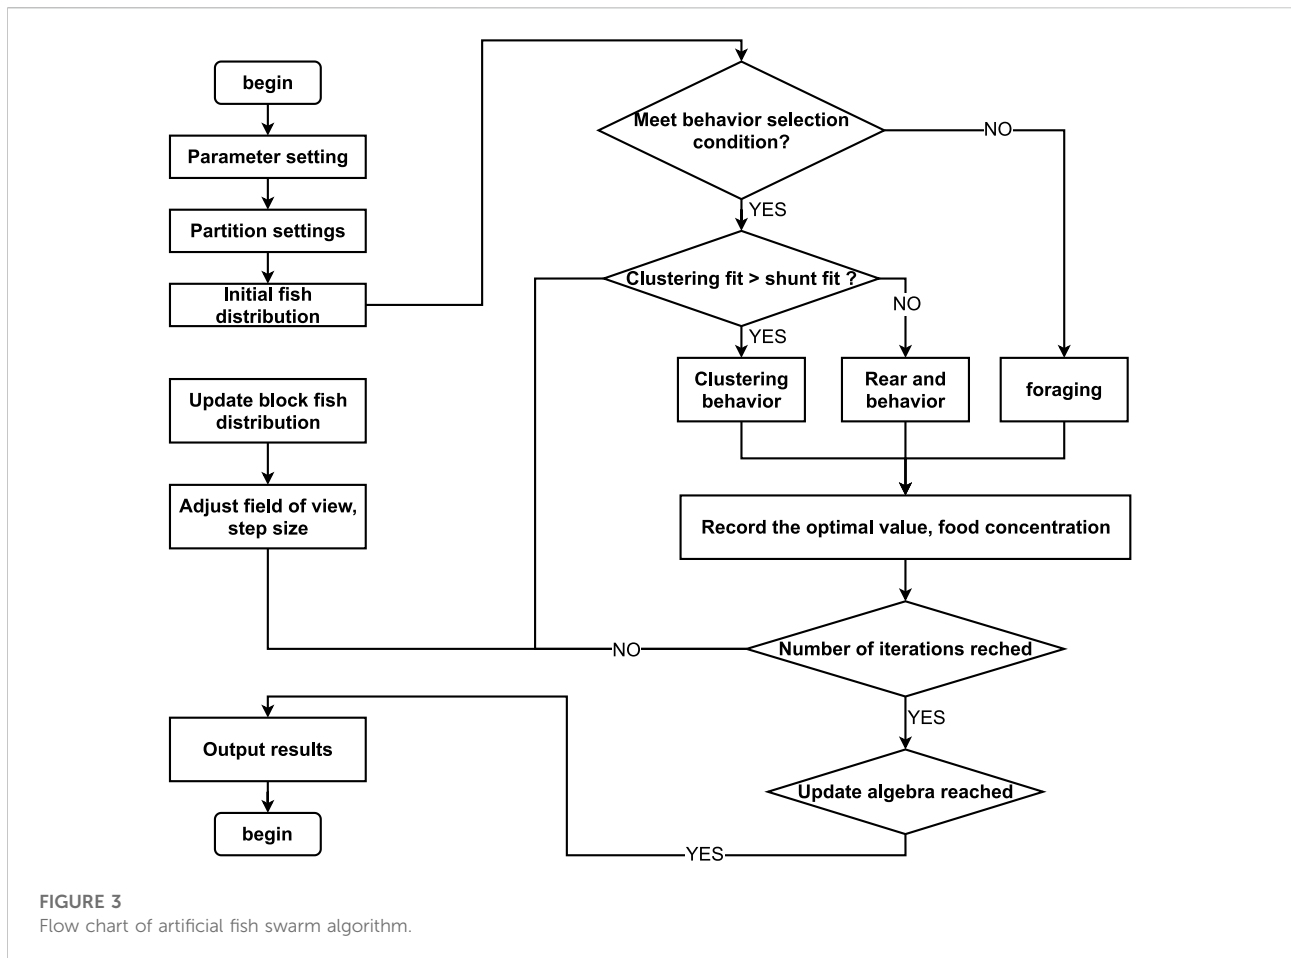 begin
Parameter setting
Partition settings
Initial fish
distribution
Update block fish
distribution
Adjust field of view,
step size
Output results
begin
Meet behavior selection
condition?
NO
YES
Clustering fit > shunt fit ?
NO
YES
Clustering
behavior
Rear and
behavior
foraging
Record the optimal value, food concentration
Number of iterations reched
NO
YES
Update algebra reached
YES
FIGURE 3
Flow chart of artificial fish swarm algorithm.